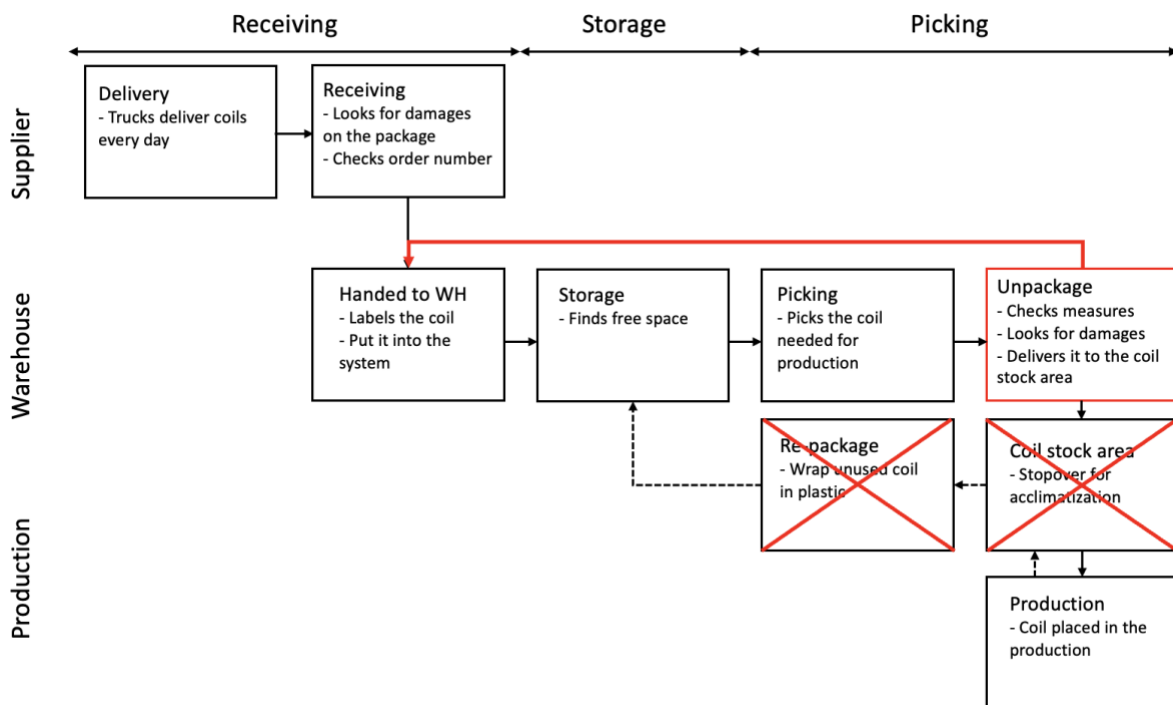 Receiving
Storage
Picking
Supplier
Delivery
- Trucks deliver coils
every day
Receiving
- Looks for damages
on the package
- Checks order number
Warehouse
Handed to WH
- Labels the coil
- Put it into the
system
Storage
- Finds free space
Picking
- Picks the coil
needed for
production
Unpackage
- Checks measures
- Looks for damages
- Delivers it to the coil
stock area
Re-package
- Wrap unused coil
in plastic
Coil stock area
- Stopover for
acclimatization
Production
Production
- Coil placed in the
production